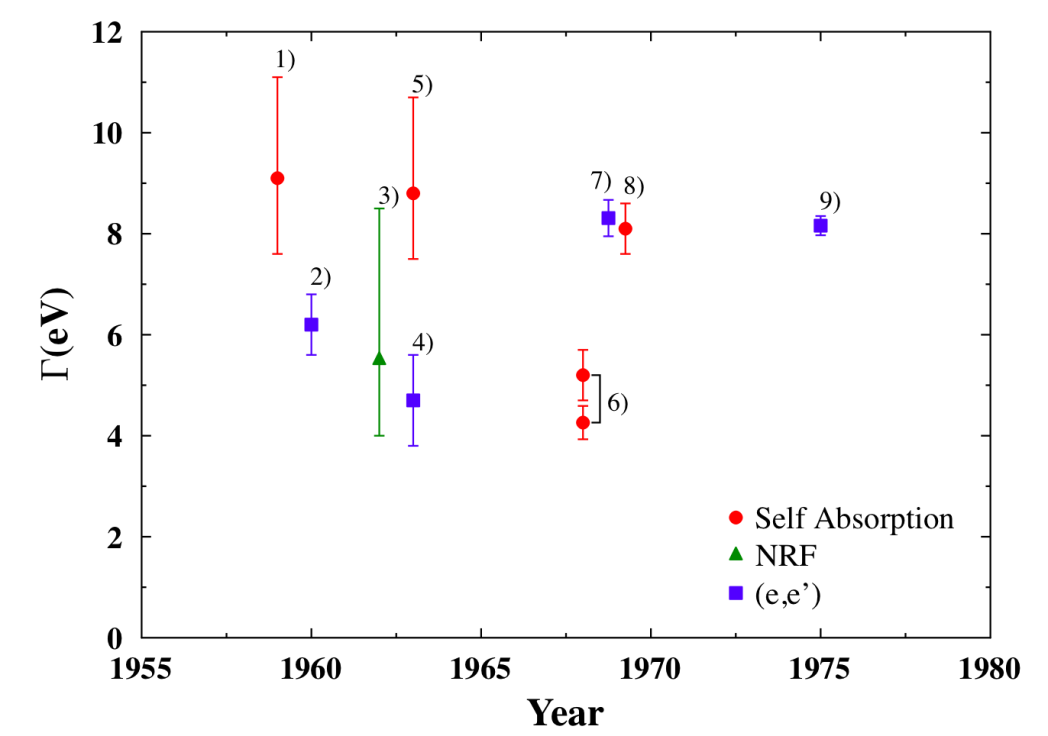 12
1)
5)
10
3)
7) 8)
9)
8
2)
Γ(eV)
6
4)
6)
4
Self Absorption
2
NRF
(e,e’)
0
1955 1960 1965 1970 1975 1980
Year